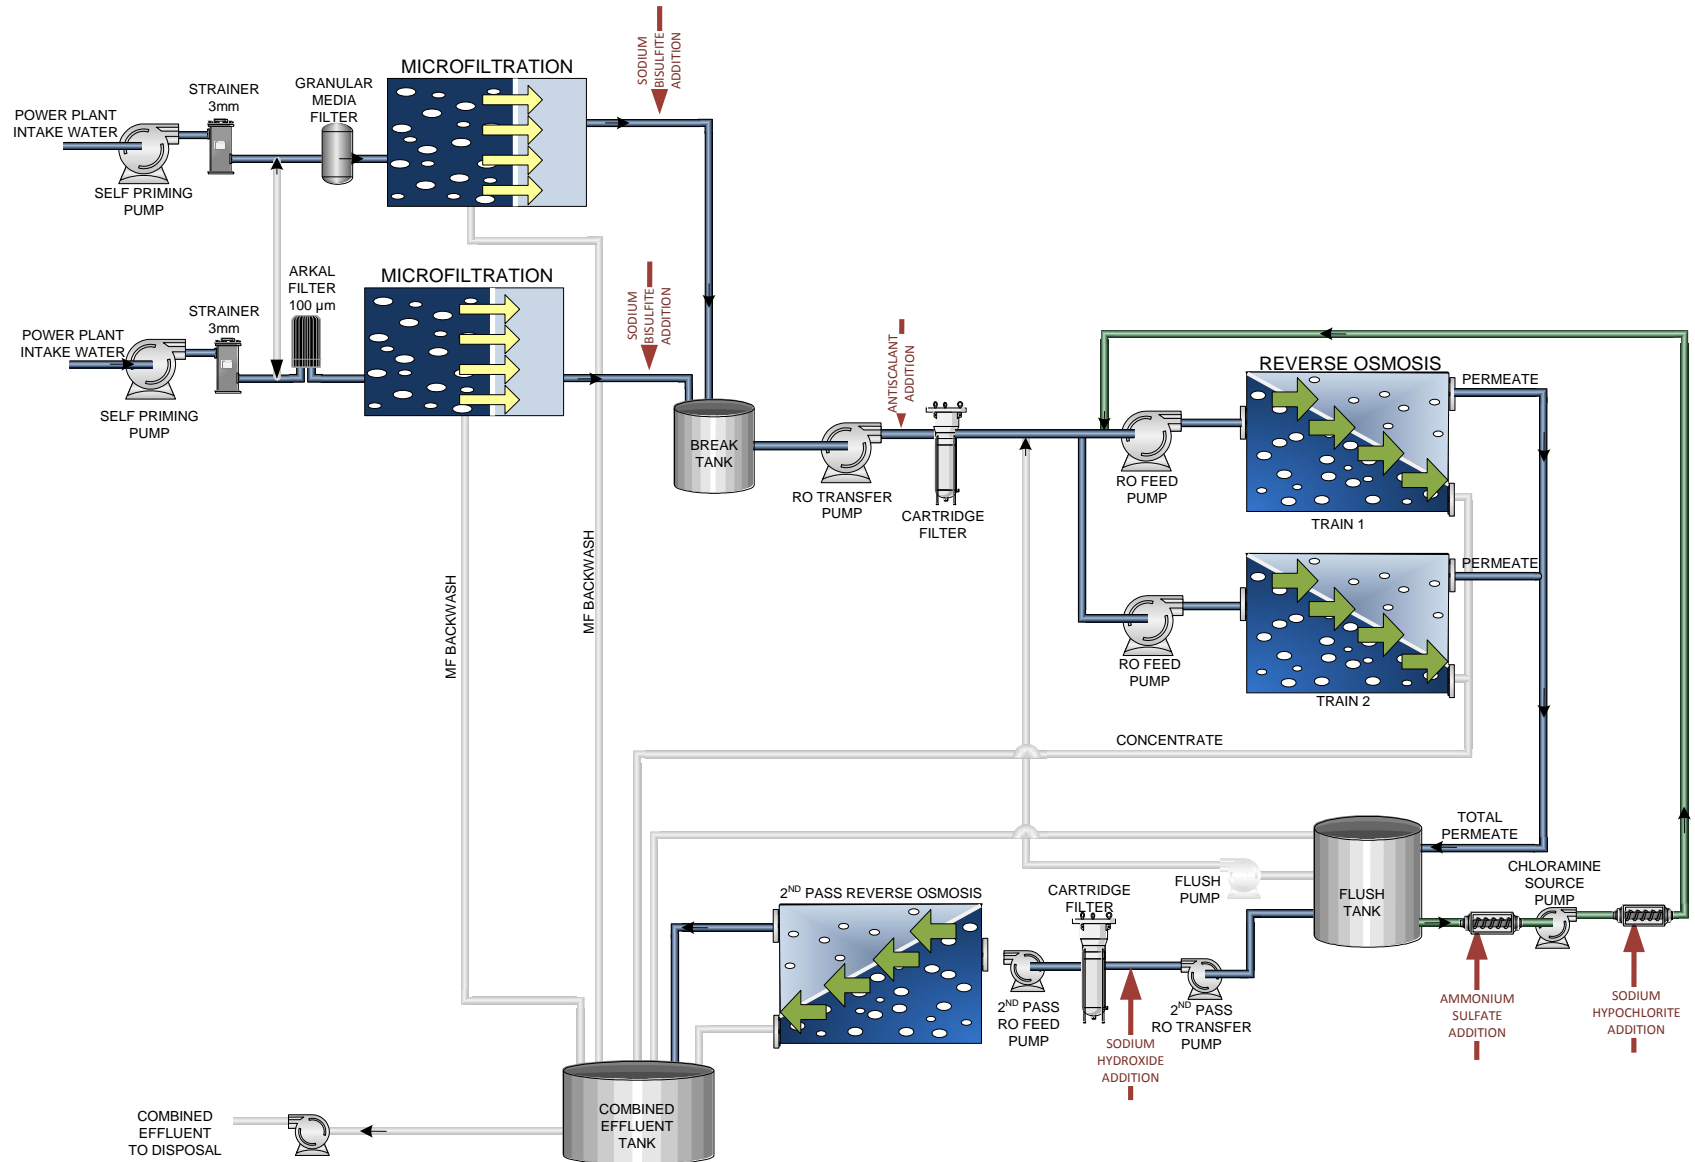 SODIUM
BISULFITE
ADDITION
MICROFILTRATION
STRAINER
3mm
GRANULAR
MEDIA
FILTER
POWER PLANT
INTAKE WATER
SELF PRIMING
PUMP
MICROFILTRATION
SODIUM
BISULFITE
ADDITION
ARKAL
FILTER
100 µm
STRAINER
3mm
POWER PLANT
INTAKE WATER
SELF PRIMING
PUMP
BREAK
TANK
ANTISCALANT
ADDITION
RO TRANSFER
PUMP
CARTRIDGE
FILTER
REVERSE OSMOSIS
PERMEATE
RO FEED
PUMP
TRAIN 1
PERMEATE
RO FEED
PUMP
TRAIN 2
MF BACKWASH
MF BACKWASH
CONCENTRATE
TOTAL
PERMEATE
FLUSH
PUMP
FLUSH
TANK
CHLORAMINE
SOURCE
PUMP
2ND PASS REVERSE OSMOSIS
CARTRIDGE
FILTER
2ND PASS
RO FEED
PUMP
2ND PASS
RO TRANSFER
PUMP
SODIUM
HYDROXIDE
ADDITION
AMMONIUM
SULFATE
ADDITION
SODIUM
HYPOCHLORITE
ADDITION
COMBINED
EFFLUENT
TANK
COMBINED
EFFLUENT
TO DISPOSAL